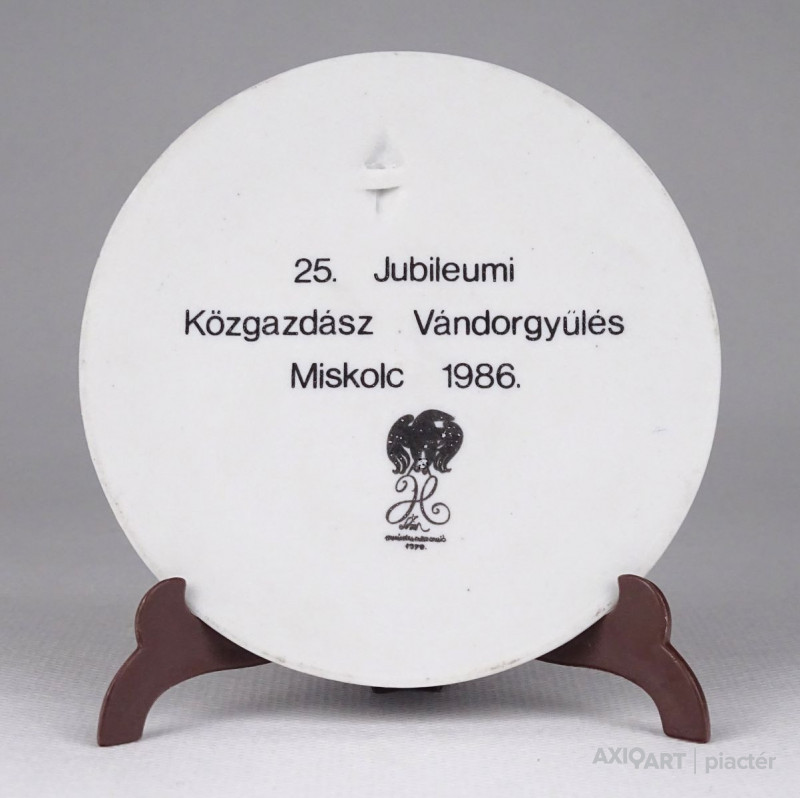 25. Jubileumi
Közgazdász Vándorgyűlés
Miskolc 1986.
H
AXIOART | piactér